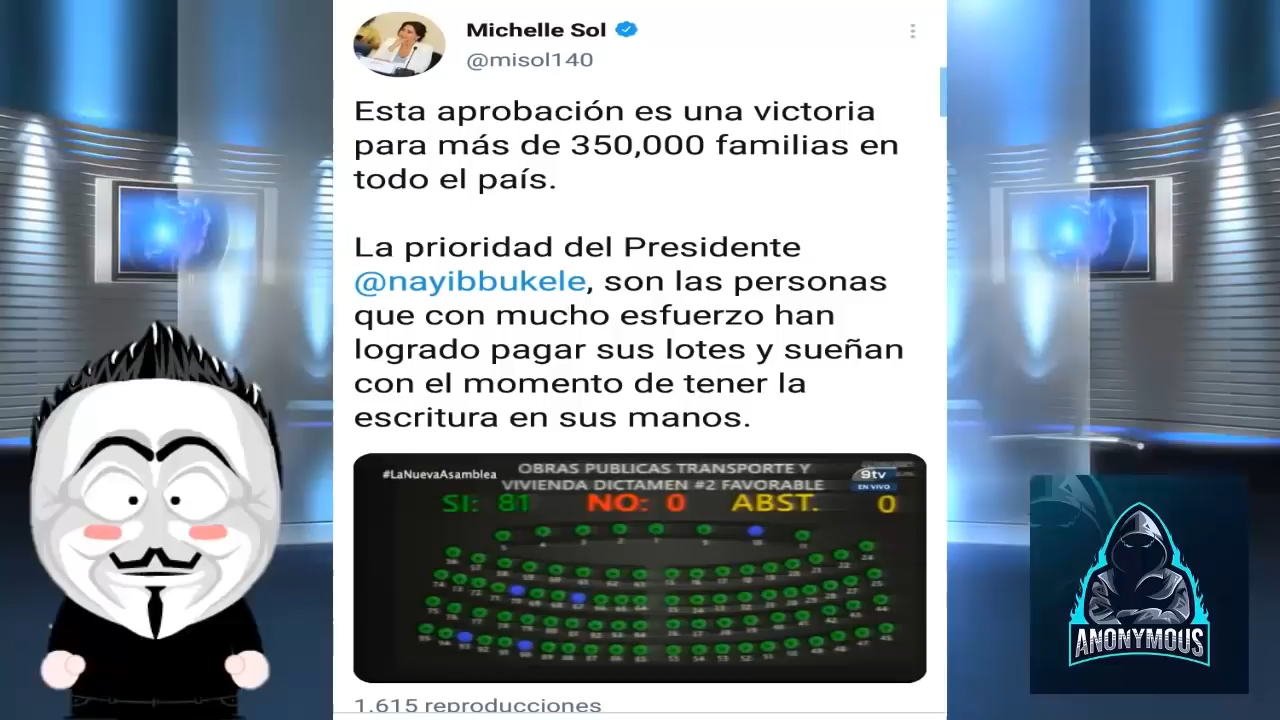 Michelle Sol
@misol140
Esta aprobación es una victoria
para más de 350,000 familias en
todo el país.
La prioridad del Presidente
@nayibbukele, son las personas
que con mucho esfuerzo han
logrado pagar sus lotes y sueñan
con el momento de tener la
escritura en sus manos.
#LaNuevaAsamblea
OBRAS PUBLICAS TRANSPORTE Y
VIVIENDA DICTAMEN #2 FAVORABLE
9tv
EN VIVO
SI: 81 NO: 0 ABST. 0
1.615 reproducciones
ANONYMOUS